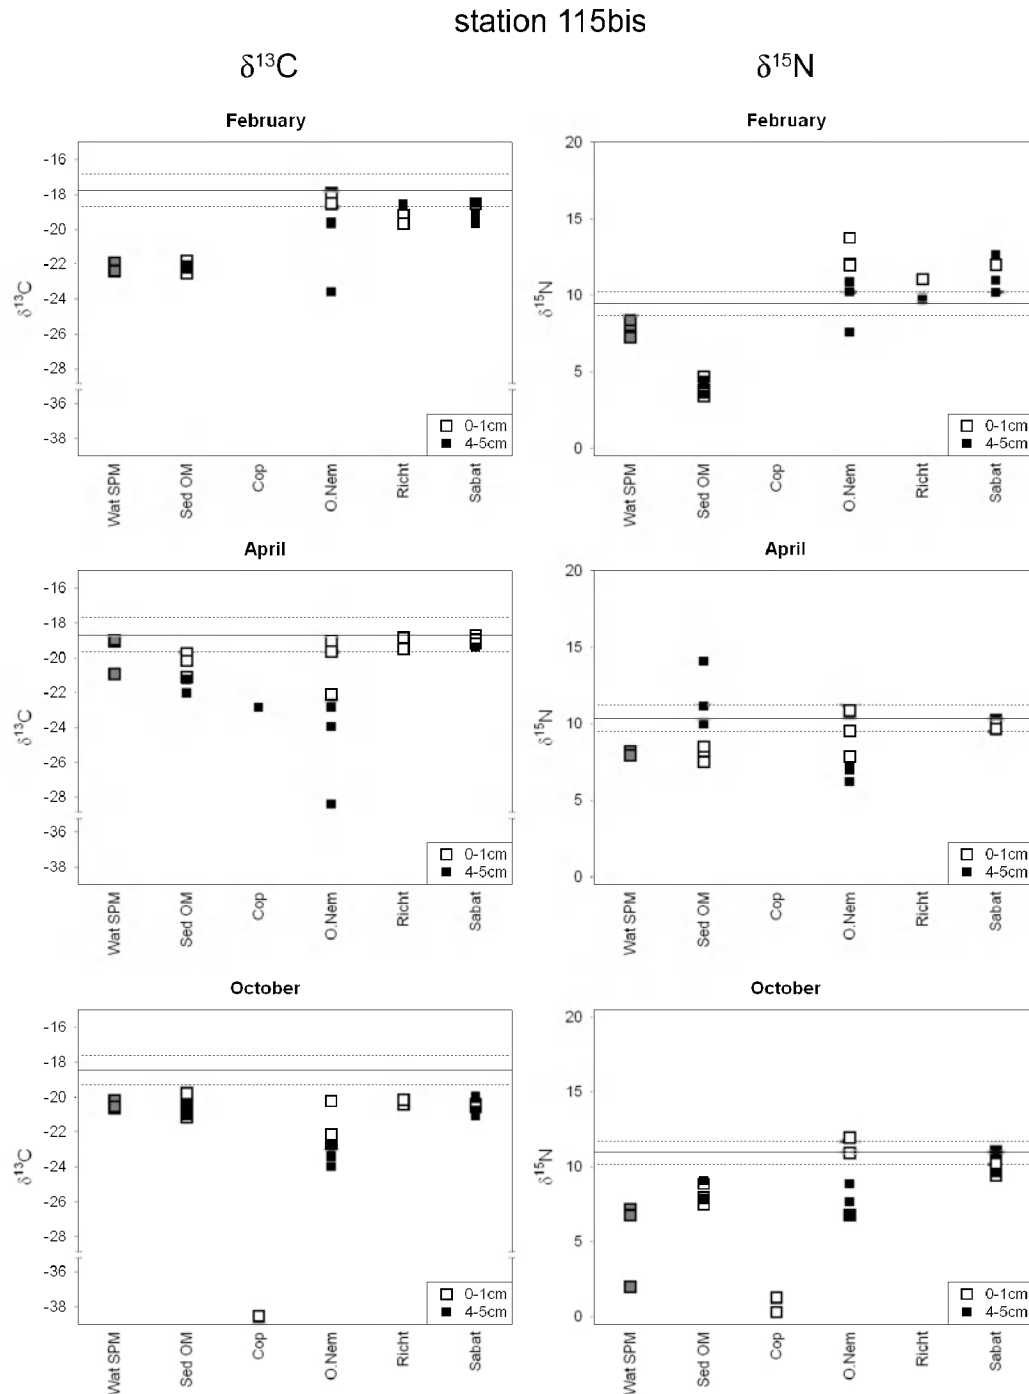 station 115bis
δ¹³C
δ¹⁵N
February
δ¹³C
-16
-18
-20
-22
-24
-26
-28
-36
-38
0-1cm
4-5cm
Wat SPM
Sed OM
Cop
O.Nem
Richt
Sabat
February
δ¹⁵N
20
15
10
5
0
0-1cm
4-5cm
Wat SPM
Sed OM
Cop
O.Nem
Richt
Sabat
April
δ¹³C
-16
-18
-20
-22
-24
-26
-28
-36
-38
0-1cm
4-5cm
Wat SPM
Sed OM
Cop
O.Nem
Richt
Sabat
April
δ¹⁵N
20
15
10
5
0
0-1cm
4-5cm
Wat SPM
Sed OM
Cop
O.Nem
Richt
Sabat
October
δ¹³C
-16
-18
-20
-22
-24
-26
-28
-36
-38
0-1cm
4-5cm
Wat SPM
Sed OM
Cop
O.Nem
Richt
Sabat
October
δ¹⁵N
20
15
10
5
0
0-1cm
4-5cm
Wat SPM
Sed OM
Cop
O.Nem
Richt
Sabat